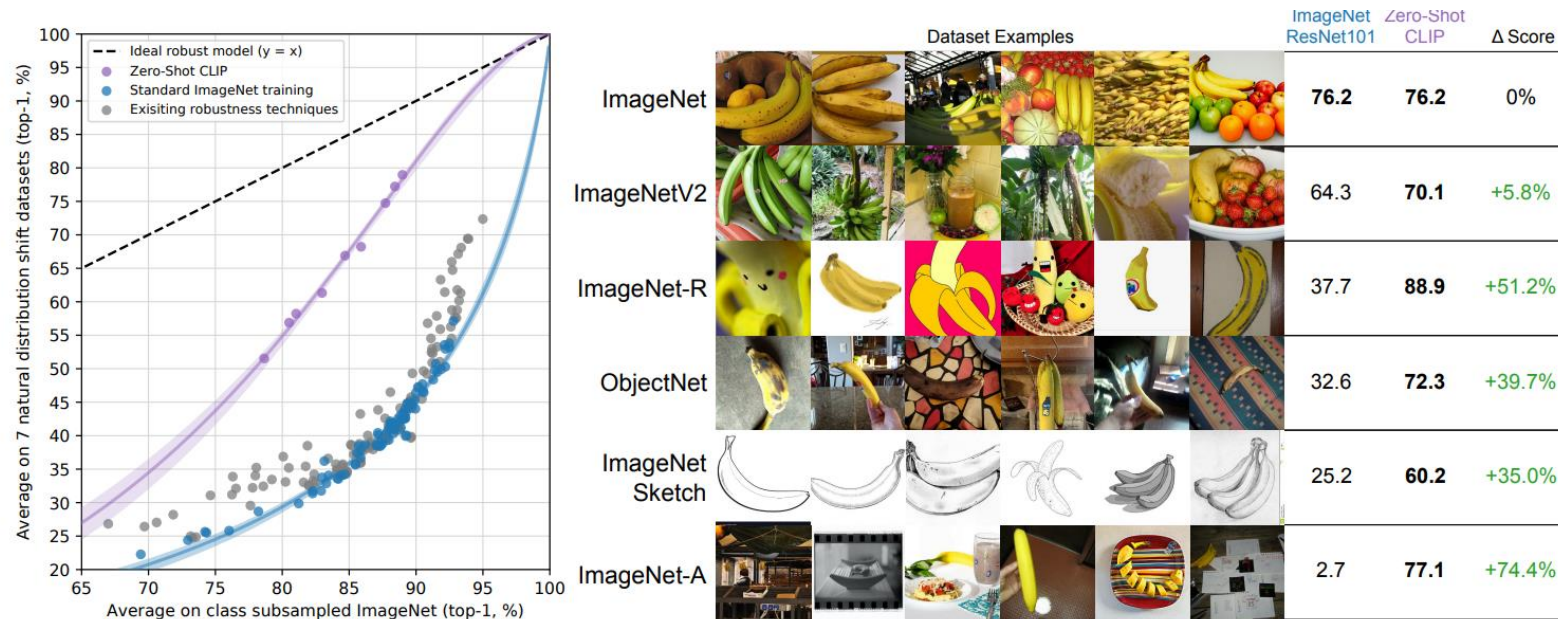 100
95
90
85
80
75
70
65
60
55
50
45
40
35
30
25
20
Average on 7 natural distribution shift datasets (top-1, %)
Ideal robust model (y = x)
Zero-Shot CLIP
Standard ImageNet training
Exisiting robustness techniques
65 70 75 80 85 90 95 100
Average on class subsampled ImageNet (top-1, %)
Dataset Examples
ImageNet
ResNet101
Zero-Shot
CLIP
Δ Score
ImageNet 76.2 76.2 0%
ImageNetV2 64.3 70.1 +5.8%
ImageNet-R 37.7 88.9 +51.2%
ObjectNet 32.6 72.3 +39.7%
ImageNet
Sketch 25.2 60.2 +35.0%
ImageNet-A 2.7 77.1 +74.4%